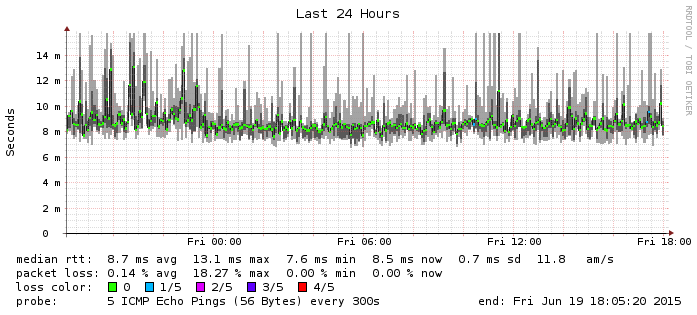 Last 24 Hours
RRDTOOL / TOBI OETIKER
Seconds
14 m
12 m
10 m
8 m
6 m
4 m
2 m
0
Fri 00:00 Fri 06:00 Fri 12:00 Fri 18:00
median rtt: 8.7 ms avg 13.1 ms max 7.6 ms min 8.5 ms now 0.7 ms sd 11.8 am/s
packet loss: 0.14 % avg 18.27 % max 0.00 % min 0.00 % now
loss color: 0 1/5 2/5 3/5 4/5
probe: 5 ICMP Echo Pings (56 Bytes) every 300s end: Fri Jun 19 18:05:20 2015